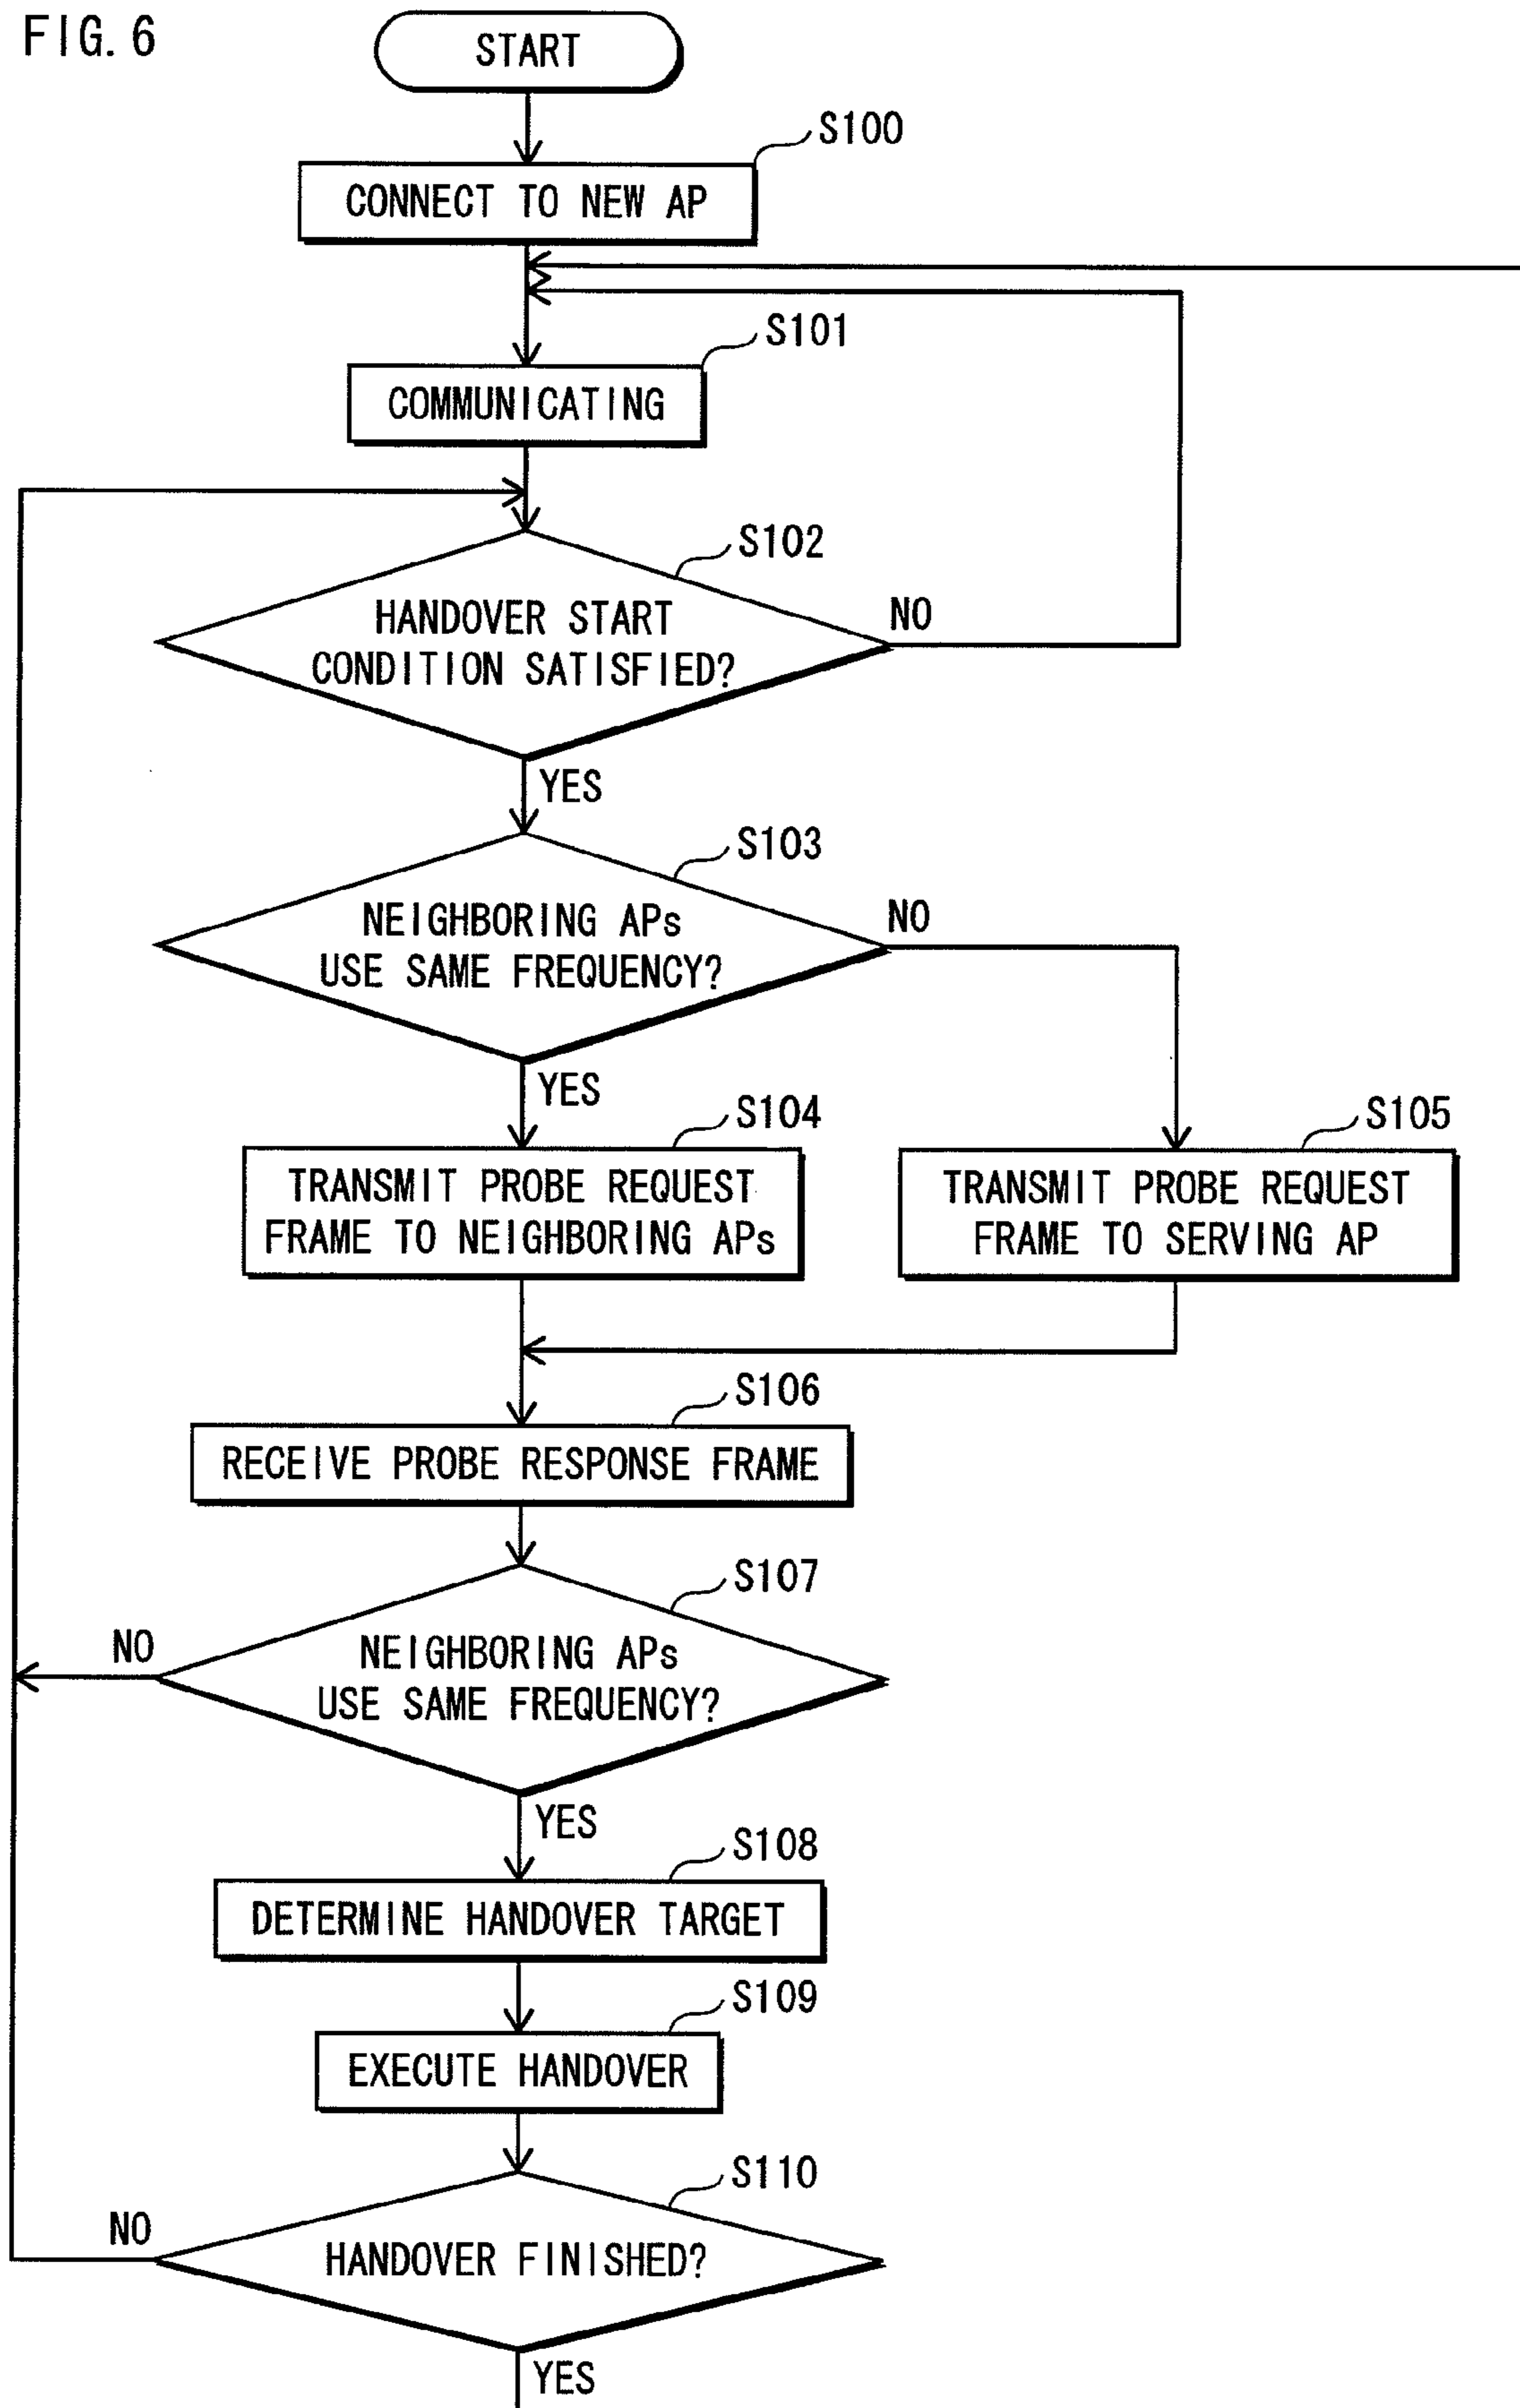 FIG. 6
START
S100
CONNECT TO NEW AP
S101
COMMUNICATING
S102
HANDOVER START
CONDITION SATISFIED?
NO
YES
S103
NEIGHBORING APs
USE SAME FREQUENCY?
NO
YES
S104
TRANSMIT PROBE REQUEST
FRAME TO NEIGHBORING APs
S105
TRANSMIT PROBE REQUEST
FRAME TO SERVING AP
S106
RECEIVE PROBE RESPONSE FRAME
S107
NEIGHBORING APs
USE SAME FREQUENCY?
NO
YES
S108
DETERMINE HANDOVER TARGET
S109
EXECUTE HANDOVER
S110
HANDOVER FINISHED?
NO
YES